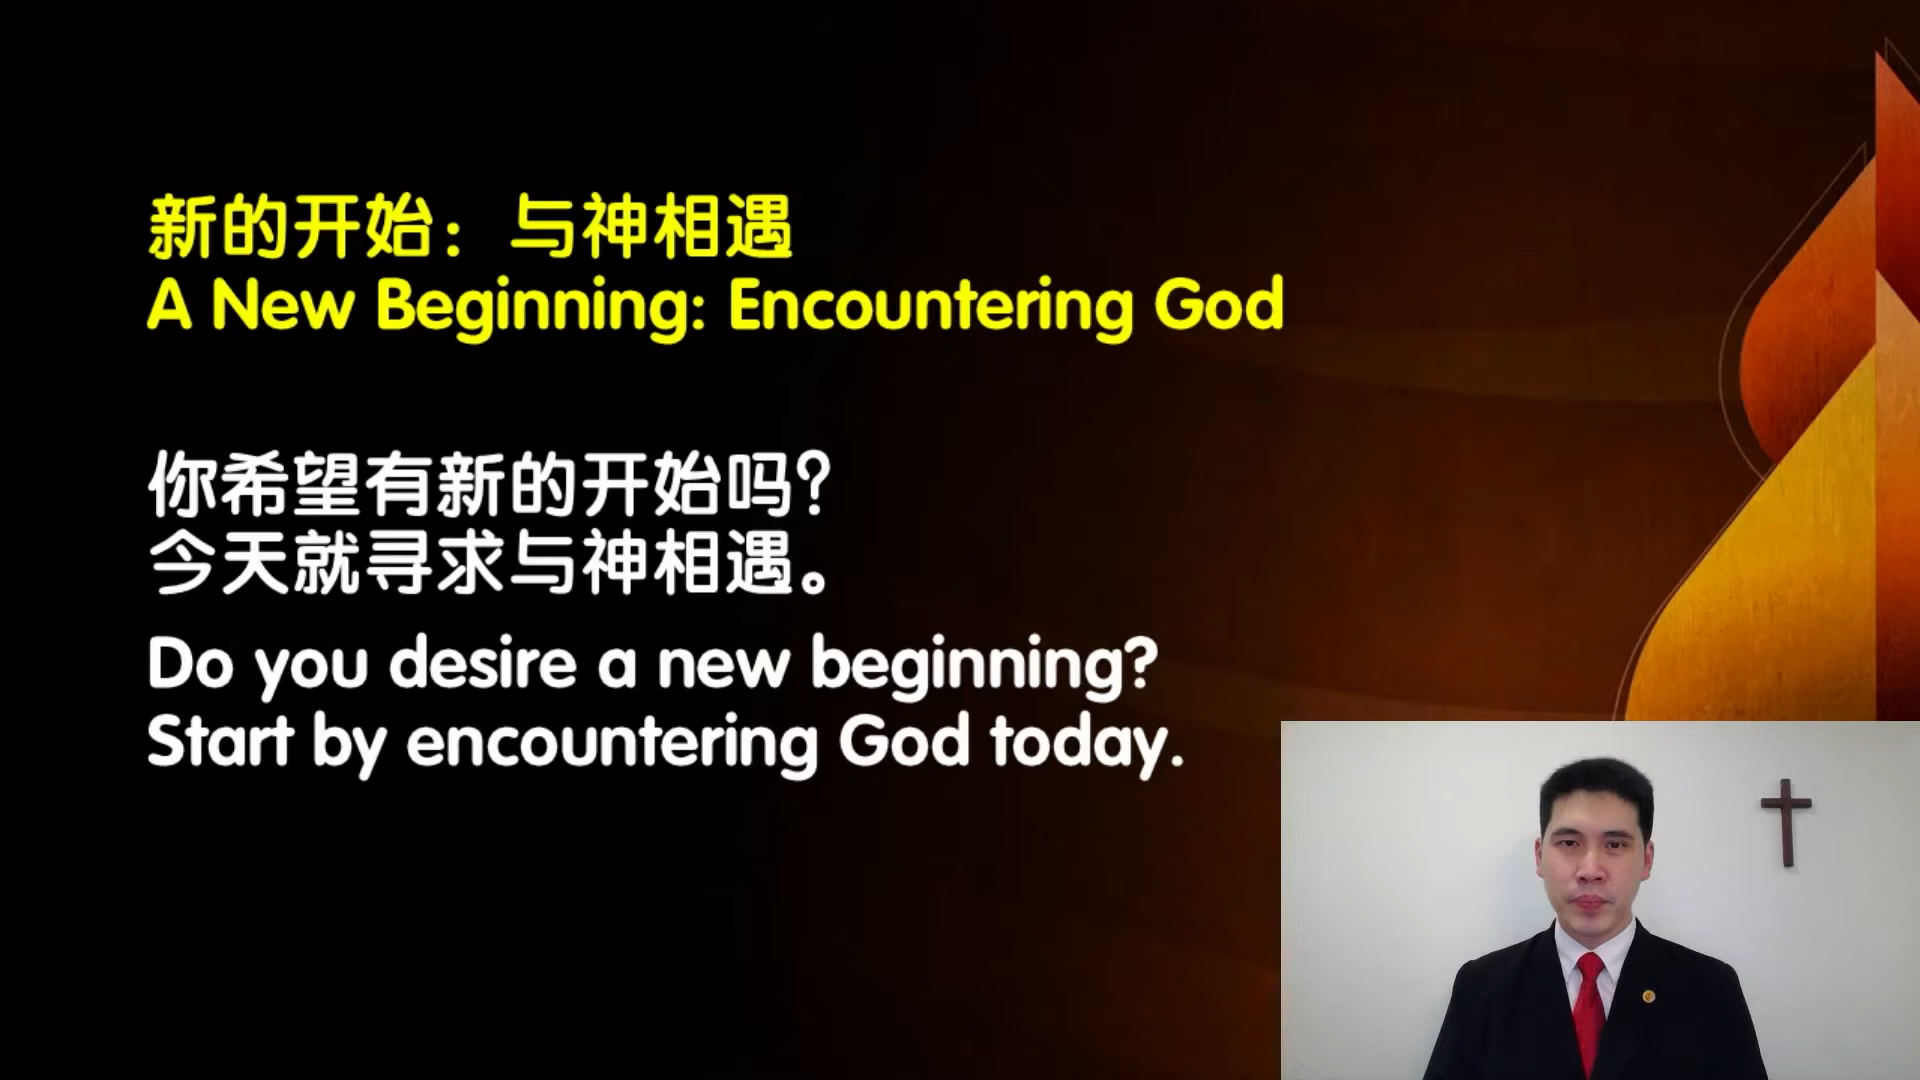 新的开始：与神相遇
A New Beginning: Encountering God
你希望有新的开始吗？
今天就寻求与神相遇。
Do you desire a new beginning?
Start by encountering God today.